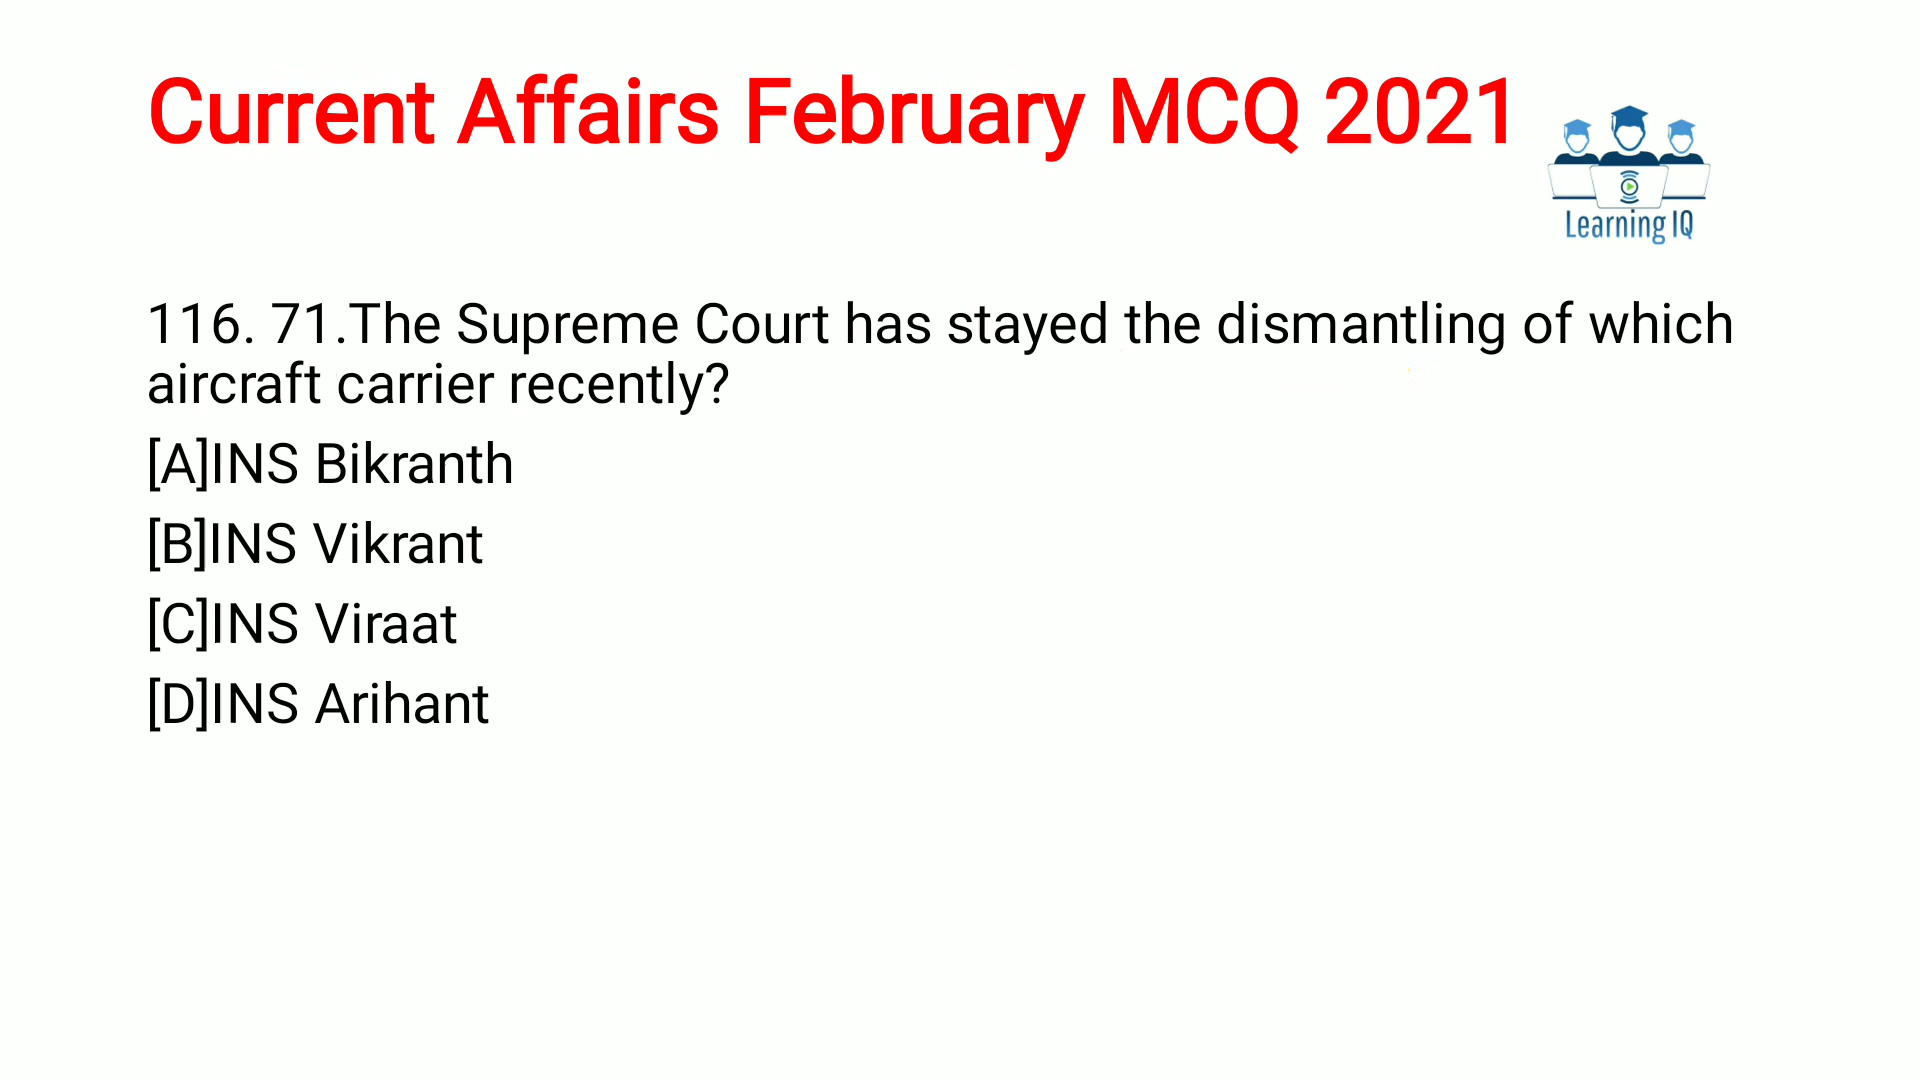 Current Affairs February MCQ 2021
Learning IQ
116. 71.The Supreme Court has stayed the dismantling of which
aircraft carrier recently?
[A]INS Bikranth
[B]INS Vikrant
[C]INS Viraat
[D]INS Arihant